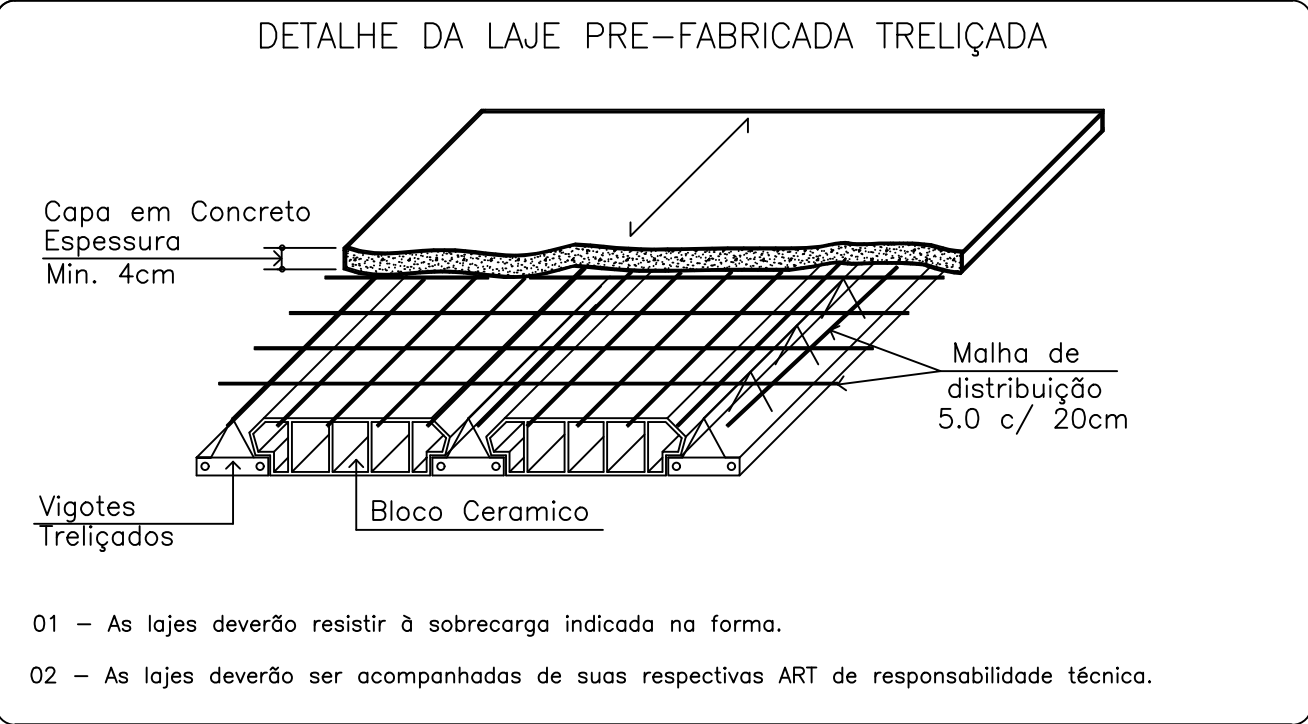 DETALHE DA LAJE PRE-FABRICADA TRELIÇADA
Capa em Concreto
Espessura
Min. 4cm
Malha de
distribuição
5.0 c/ 20cm
Vigotes
Treliçados
Bloco Ceramico
01 - As lajes deverão resistir à sobrecarga indicada na forma.
02 - As lajes deverão ser acompanhadas de suas respectivas ART de responsabilidade técnica.